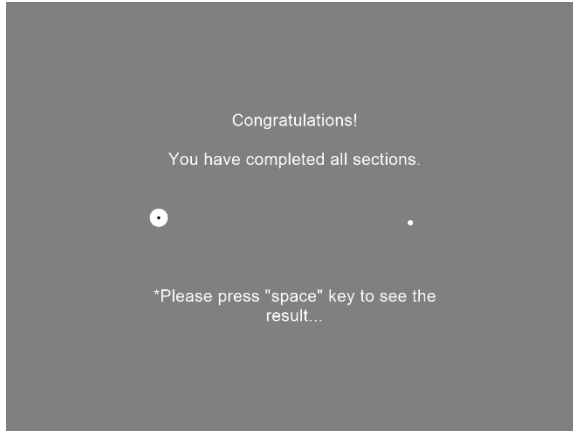 Congratulations!
You have completed all sections.
*Please press "space" key to see the
result...